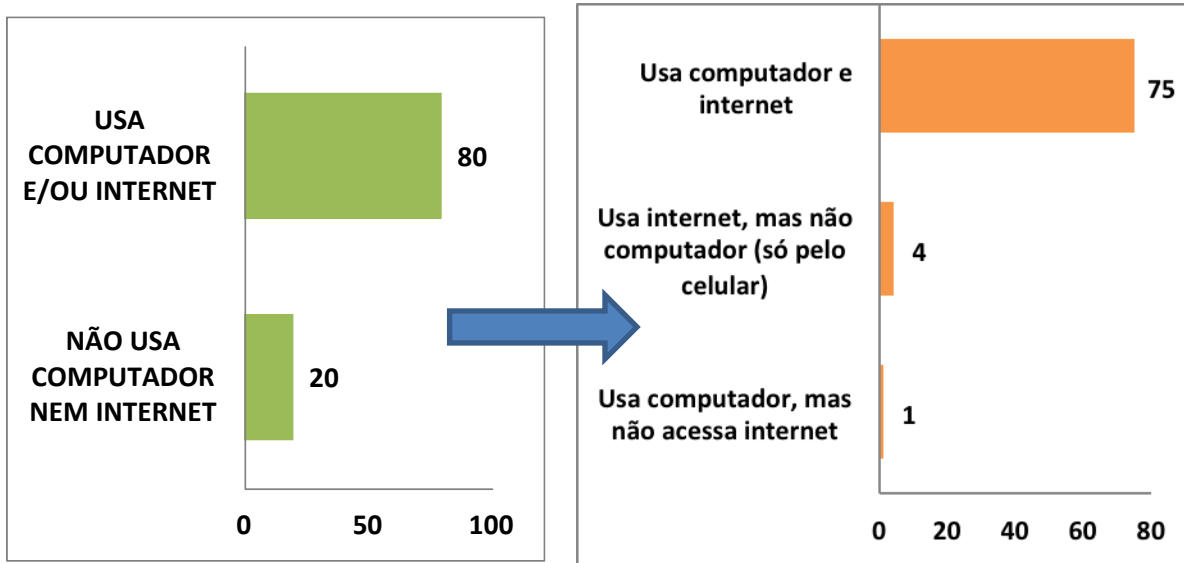 USA
COMPUTADOR
E/OU INTERNET
80
NÃO USA
COMPUTADOR
NEM INTERNET
20
0 50 100
Usa computador e
internet
75
Usa internet, mas não
computador (só pelo
celular)
4
Usa computador, mas
não acessa internet
1
0 20 40 60 80